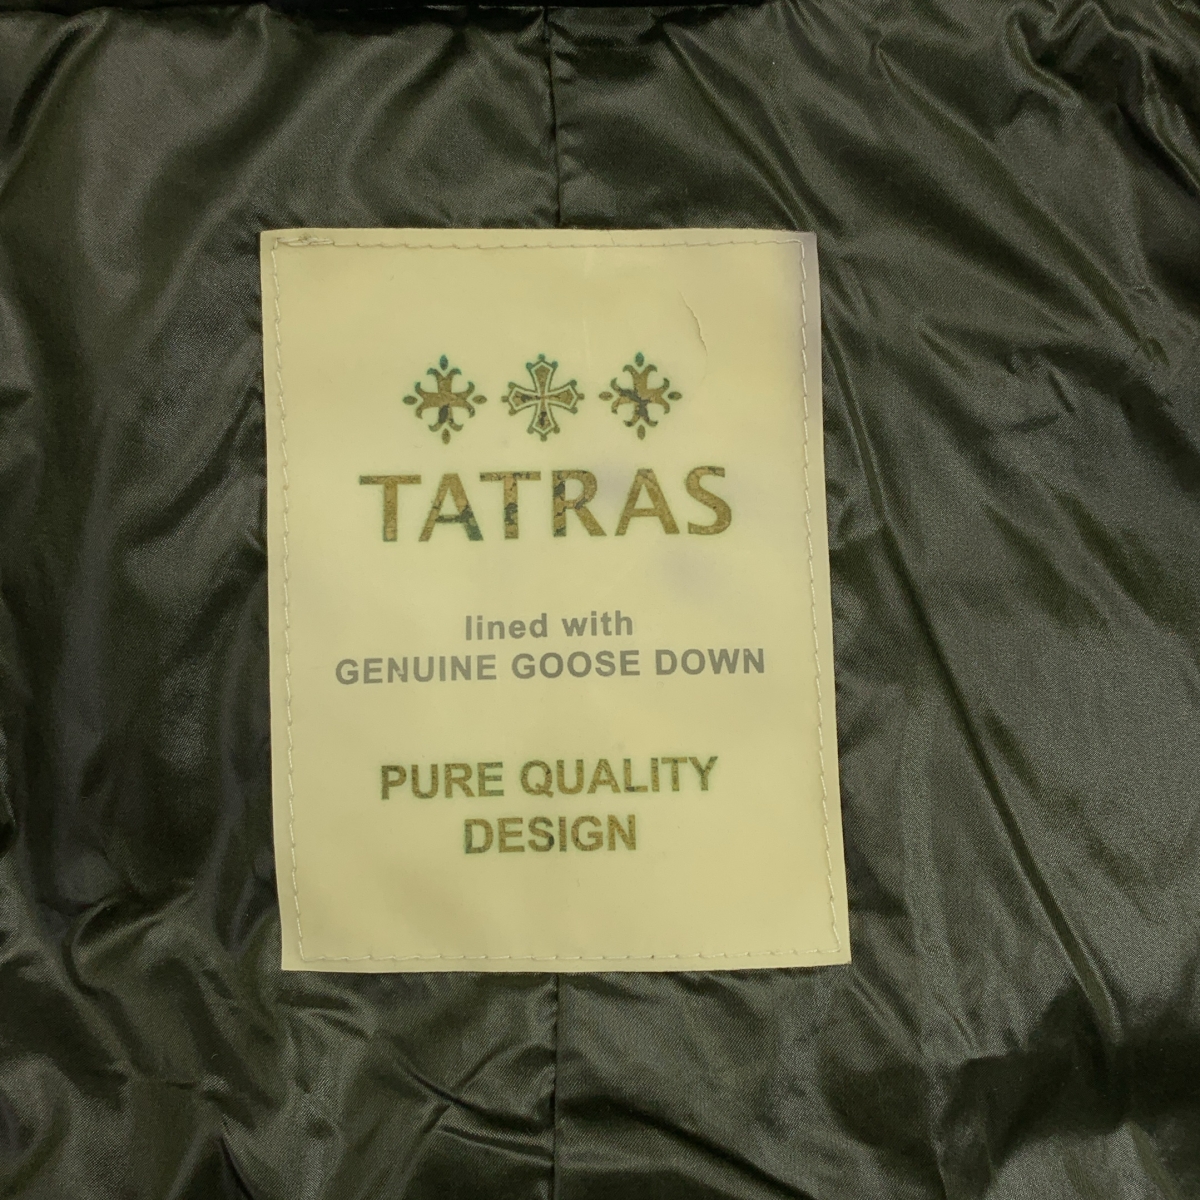 TATRAS
lined with
GENUINE GOOSE DOWN
PURE QUALITY
DESIGN